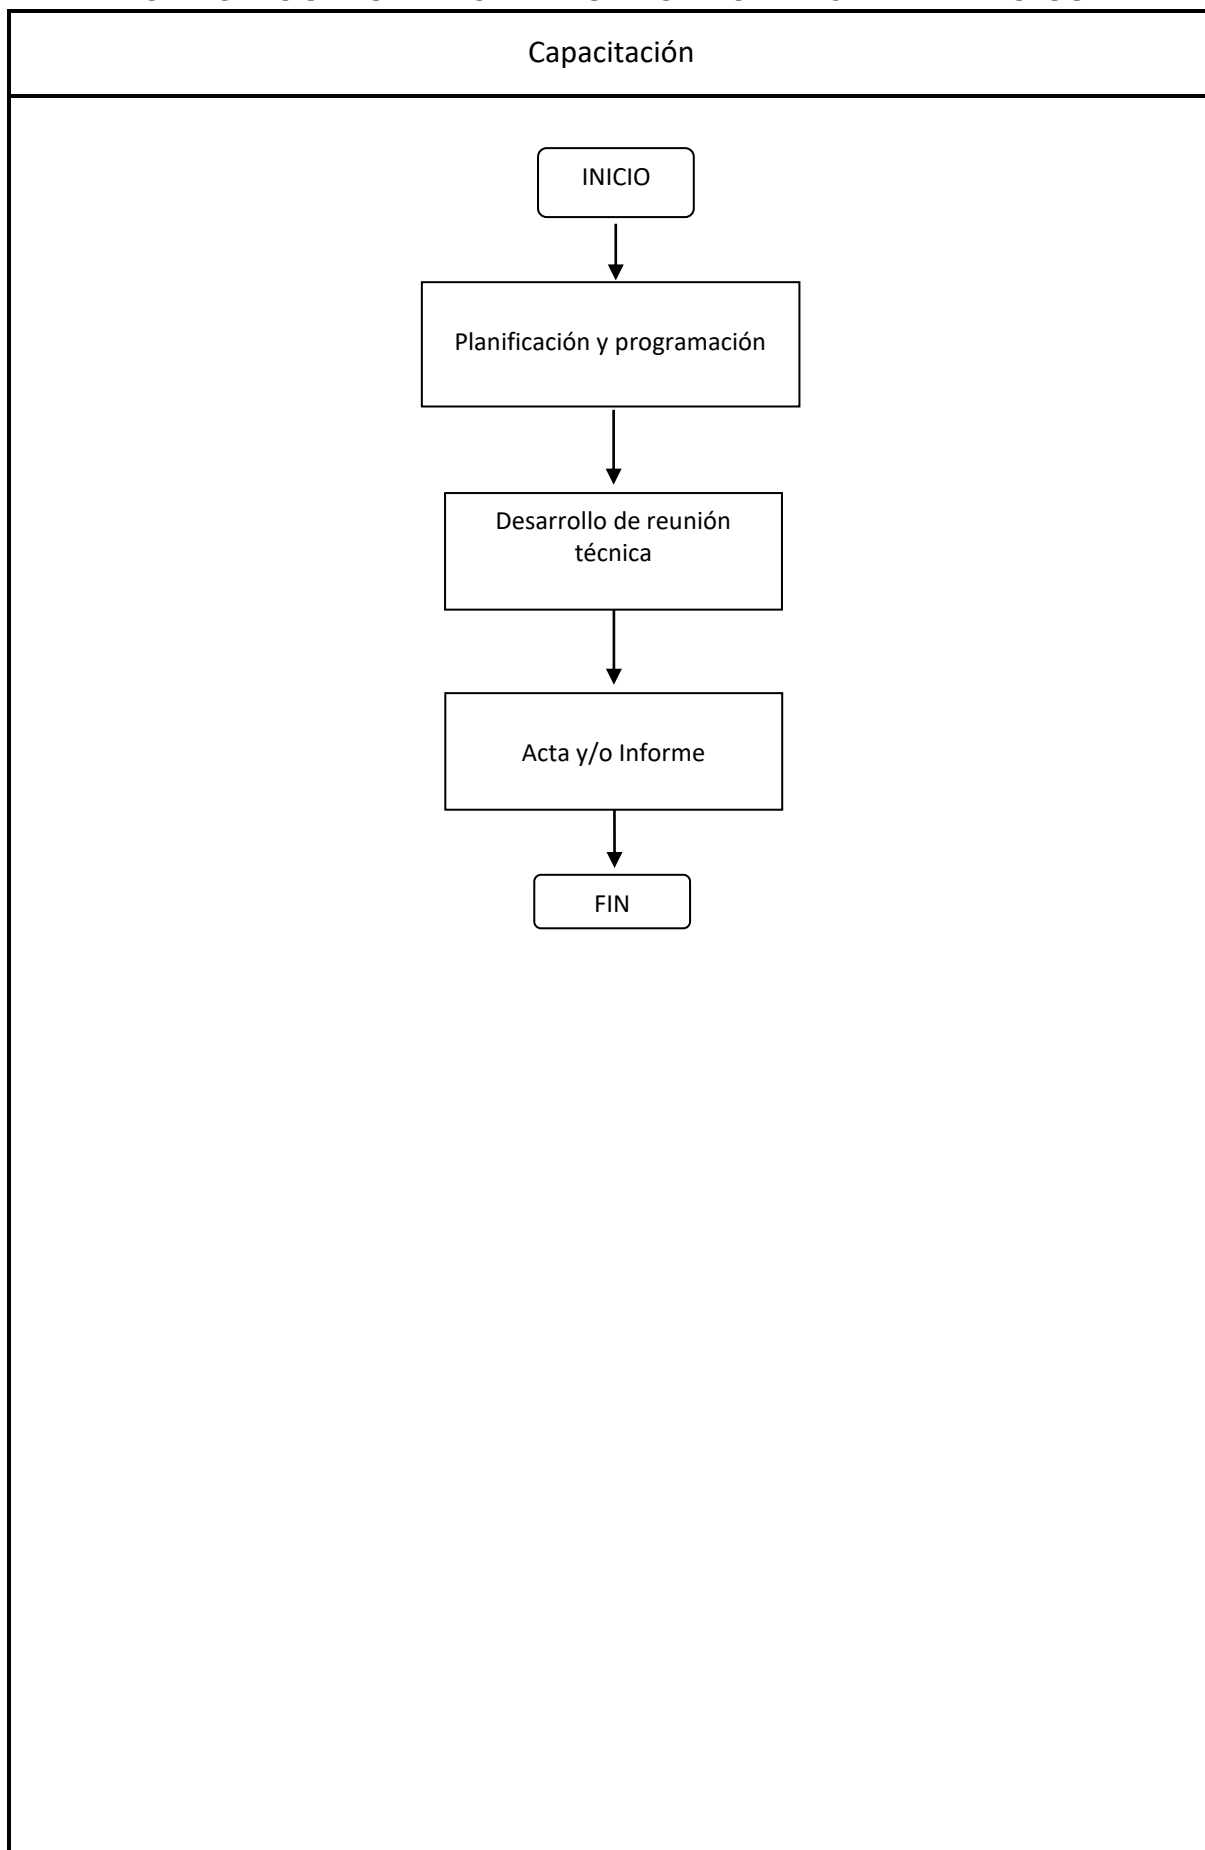 Capacitación
INICIO
Planificación y programación
Desarrollo de reunión
técnica
Acta y/o Informe
FIN